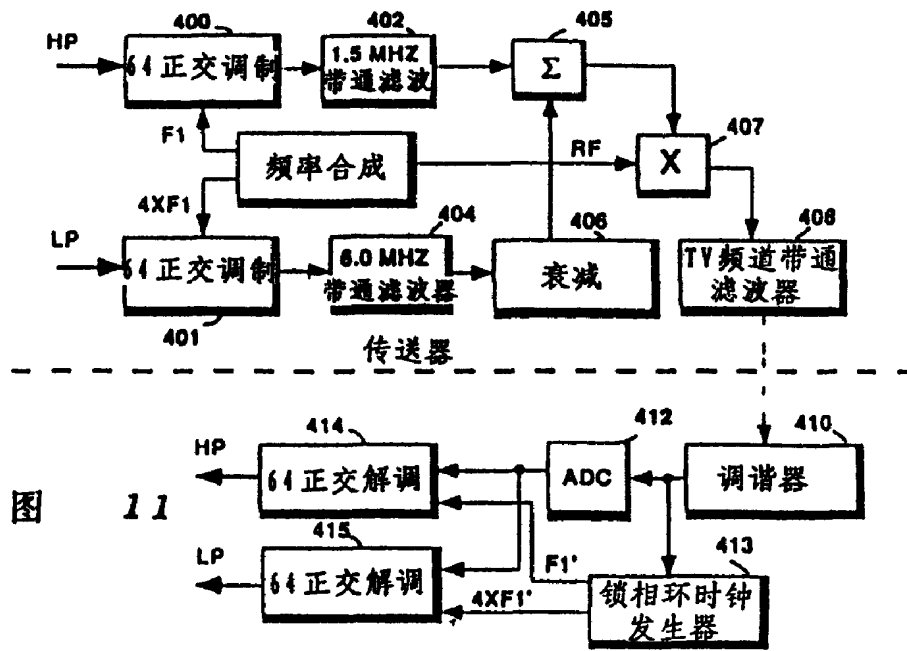 400
402
405
HP
64正交调制
1.5 MHZ
带通滤波
Σ
407
F1
频率合成
RF
X
4XF1
404
406
408
LP
64正交调制
6.0 MHZ
带通滤波器
衰减
TV频道带通
滤波器
401
传送器
414
412
410
HP
64正交解调
ADC
调谐器
图 11
415
413
LP
64正交解调
F1'
4XF1'
锁相环时钟
发生器